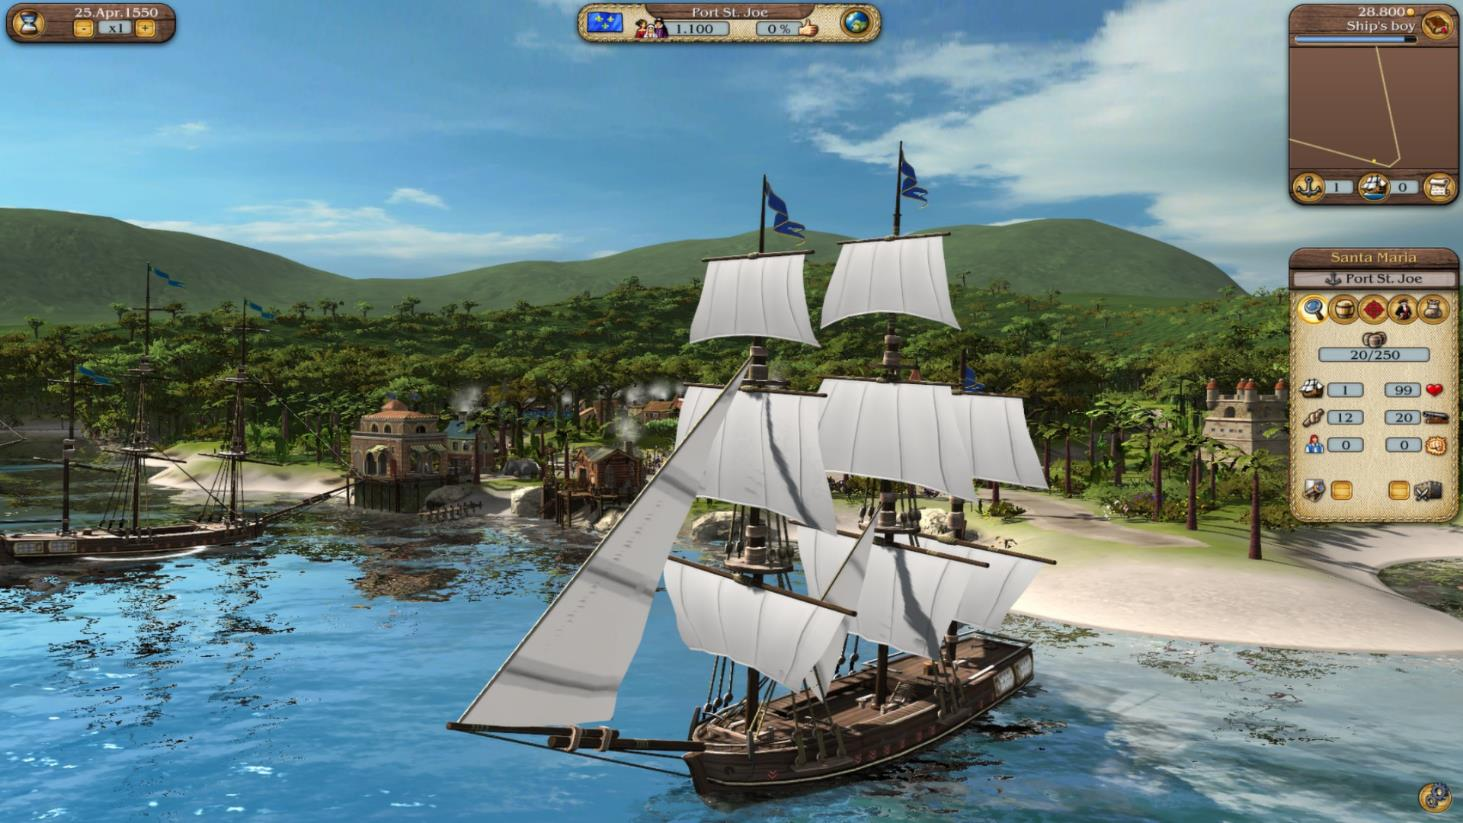 25.Apr.1550
- x1 +
Port St. Joe
1.100
0 %
28.800
Ship's boy
1
0
Santa Maria
Port St. Joe
20/250
1
99
12
20
0
0